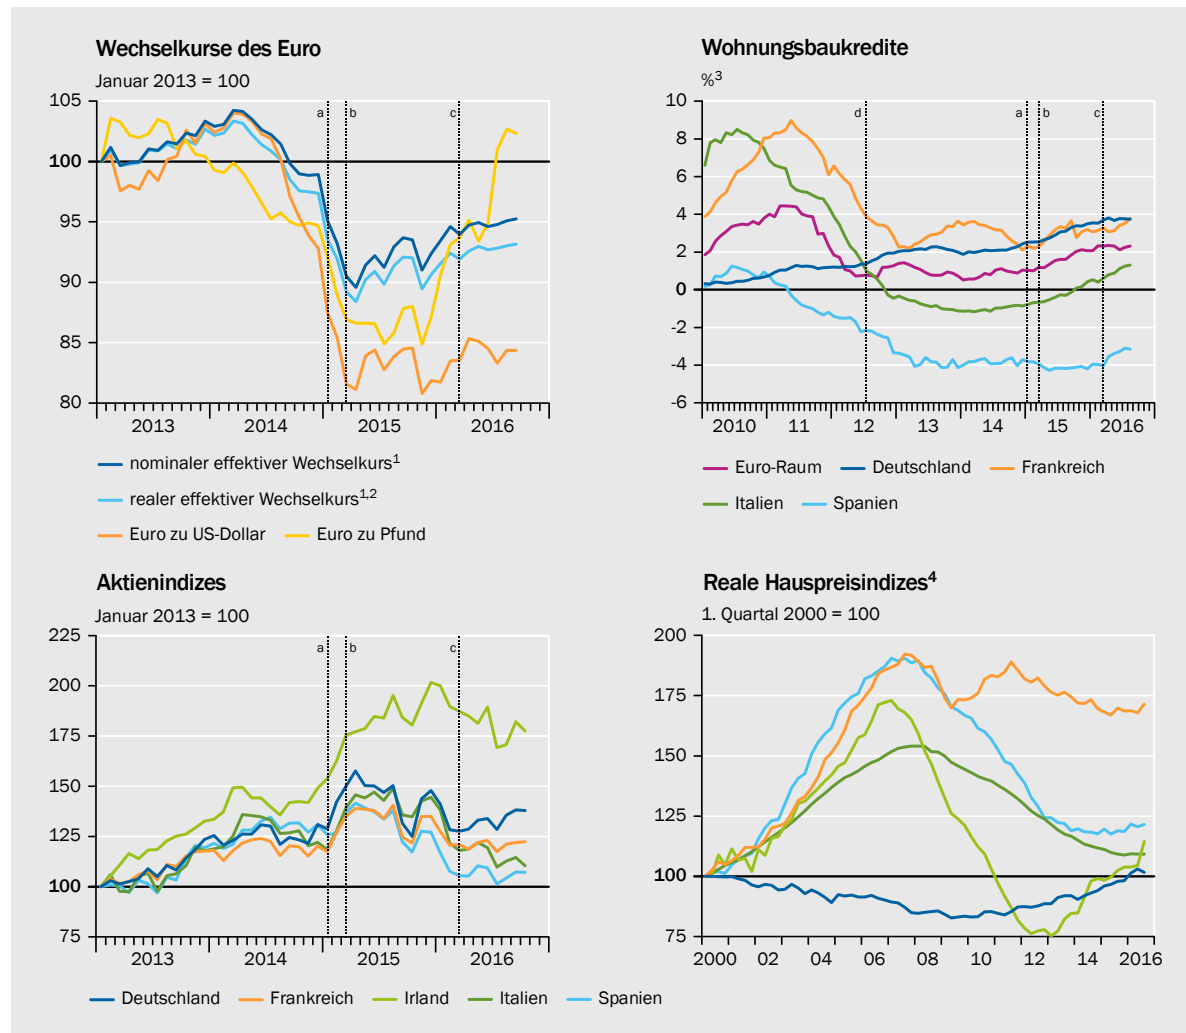 Wechselkurse des Euro
Januar 2013 = 100
105
100
95
90
85
80
a
b
c
2013
2014
2015
2016
nominaler effektiver Wechselkurs1
realer effektiver Wechselkurs1,2
Euro zu US-Dollar
Euro zu Pfund
Wohnungsbaukredite
%3
10
8
6
4
2
0
-2
-4
-6
d
a
b
c
2010
11
12
13
14
15
2016
Euro-Raum
Deutschland
Frankreich
Italien
Spanien
Aktienindizes
Januar 2013 = 100
225
200
175
150
125
100
75
a
b
c
2013
2014
2015
2016
Reale Hauspreisindizes4
1. Quartal 2000 = 100
200
175
150
125
100
75
2000
02
04
06
08
10
12
14
2016
Deutschland
Frankreich
Irland
Italien
Spanien